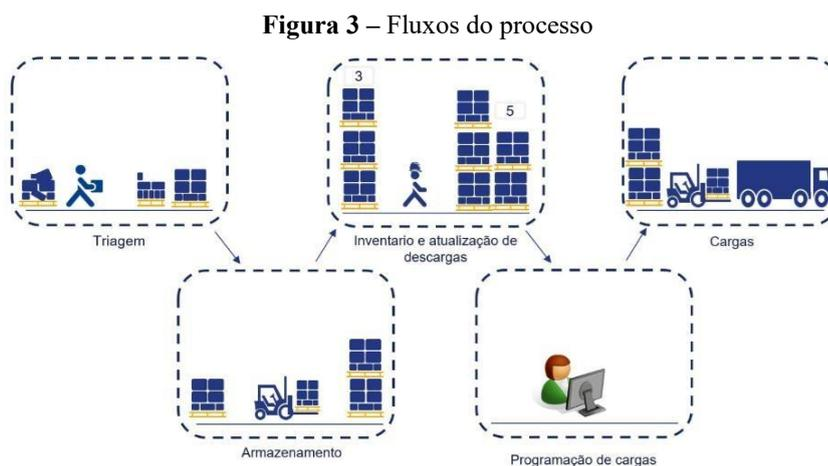 Figura 3 – Fluxos do processo
3
5
Triagem
Inventario e atualização de
descargas
Cargas
Armazenamento
Programação de cargas